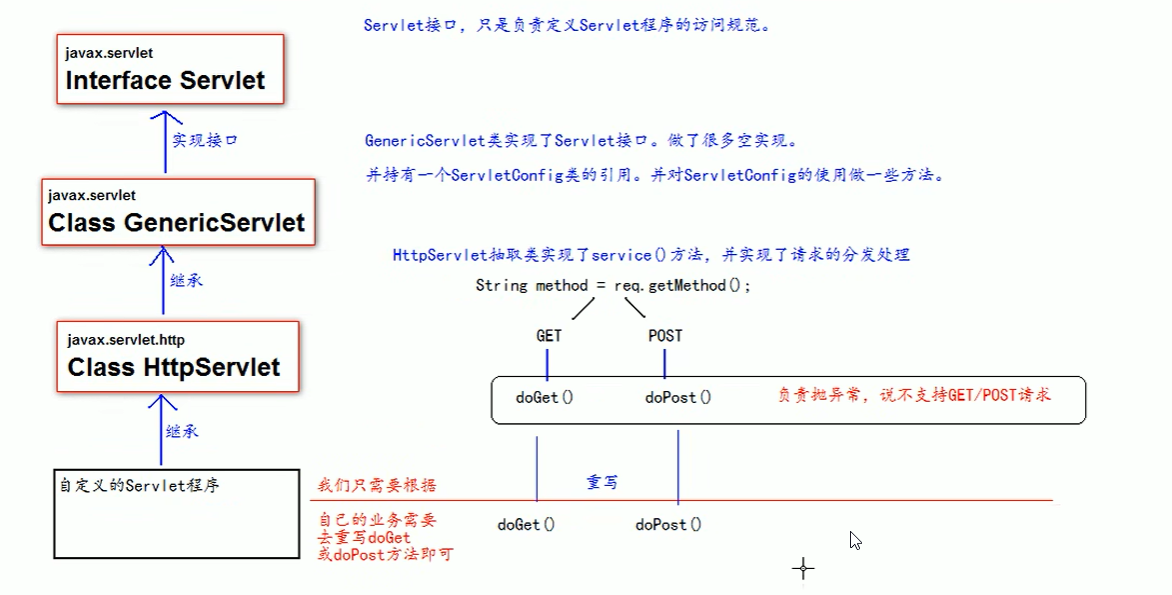 Servlet接口，只是负责定义Servlet程序的访问规范。
javax.servlet
Interface Servlet
实现接口
GenericServlet类实现了Servlet接口。做了很多空实现。
并持有一个ServletConfig类的引用。并对ServletConfig的使用做一些方法。
javax.servlet
Class GenericServlet
继承
HttpServlet抽取类实现了service()方法，并实现了请求的分发处理
String method = req.getMethod();
GET
POST
javax.servlet.http
Class HttpServlet
doGet()
doPost()
负责抛异常，说不支持GET/POST请求
继承
自定义的Servlet程序
我们只需要根据
自己的业务需要
去重写doGet
或doPost方法即可
重写
doGet()
doPost()